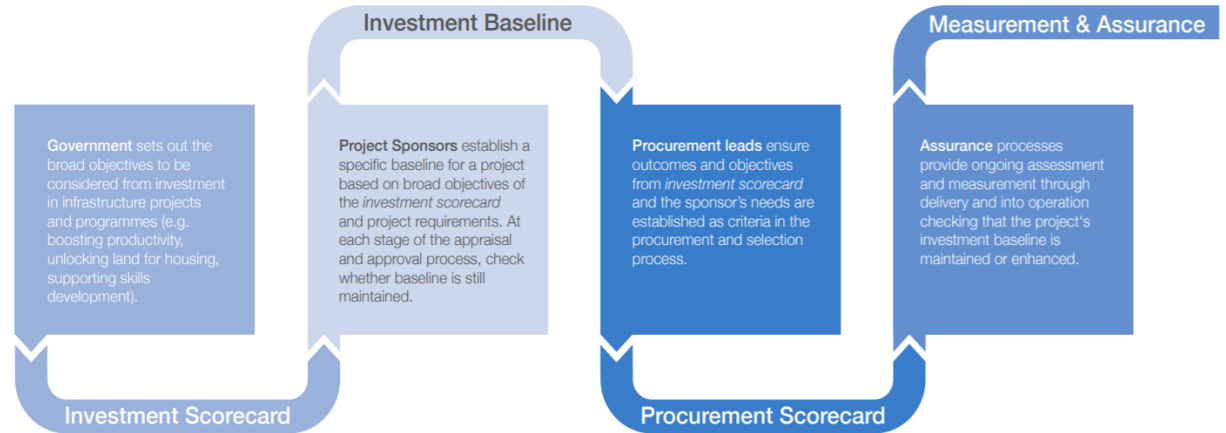 Investment Baseline
Measurement & Assurance
Government sets out the
broad objectives to be
considered from investment
in infrastructure projects
and programmes (e.g.
boosting productivity,
unlocking land for housing,
supporting skills
development).
Project Sponsors establish a
specific baseline for a project
based on broad objectives of
the investment scorecard
and project requirements. At
each stage of the appraisal
and approval process, check
whether baseline is still
maintained.
Procurement leads ensure
outcomes and objectives
from investment scorecard
and the sponsor's needs are
established as criteria in the
procurement and selection
process.
Assurance processes
provide ongoing assessment
and measurement through
delivery and into operation
checking that the project's
investment baseline is
maintained or enhanced.
Investment Scorecard
Procurement Scorecard